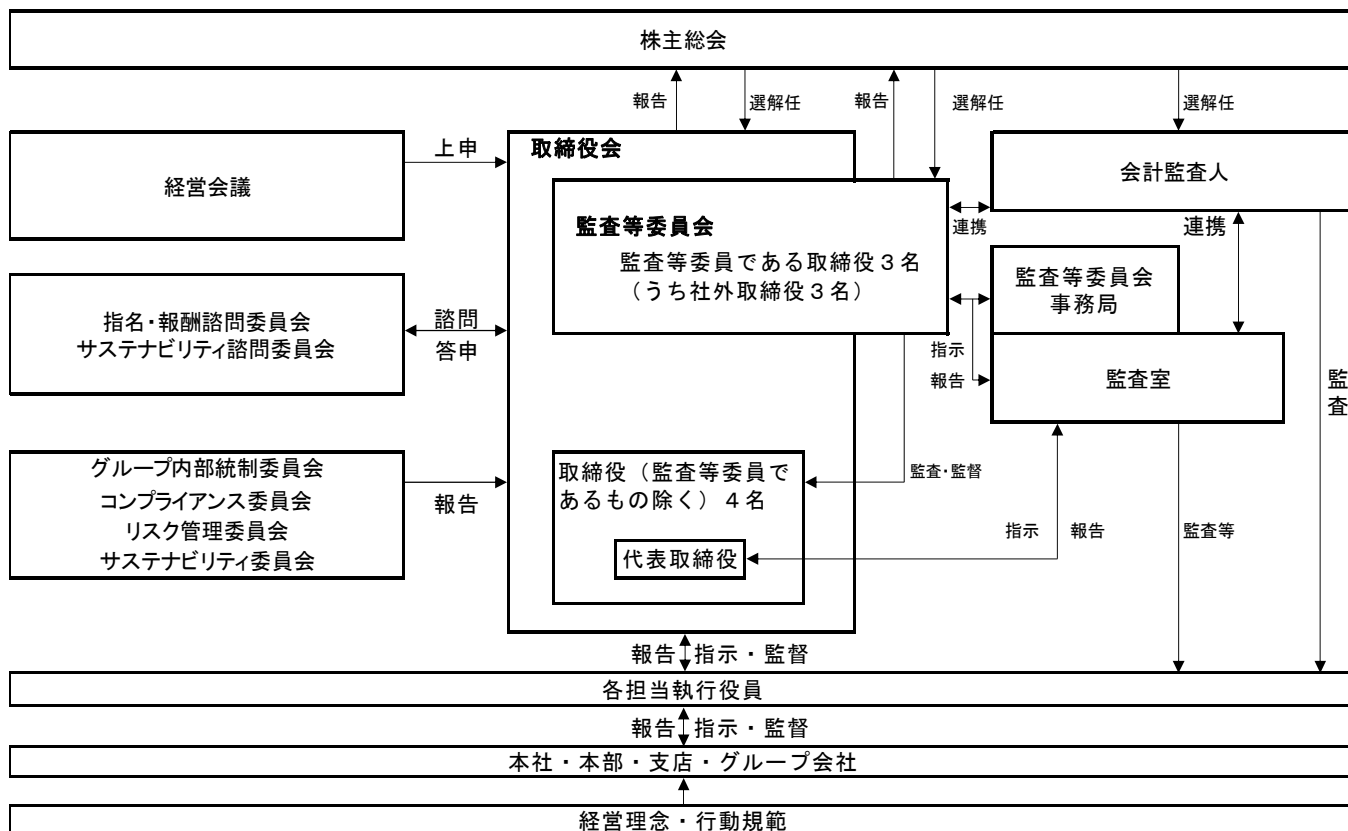 株主総会
報告
選解任
報告
選解任
選解任
経営会議
上申
取締役会
監査等委員会
監査等委員である取締役３名
（うち社外取締役３名）
会計監査人
連携
連携
監査等委員会
事務局
指名・報酬諮問委員会
サステナビリティ諮問委員会
諮問
答申
指示
報告
監査室
監査
グループ内部統制委員会
コンプライアンス委員会
リスク管理委員会
サステナビリティ委員会
報告
取締役（監査等委員で
あるもの除く）４名
代表取締役
監査・監督
指示
報告
監査等
報告
指示・監督
各担当執行役員
報告
指示・監督
本社・本部・支店・グループ会社
経営理念・行動規範